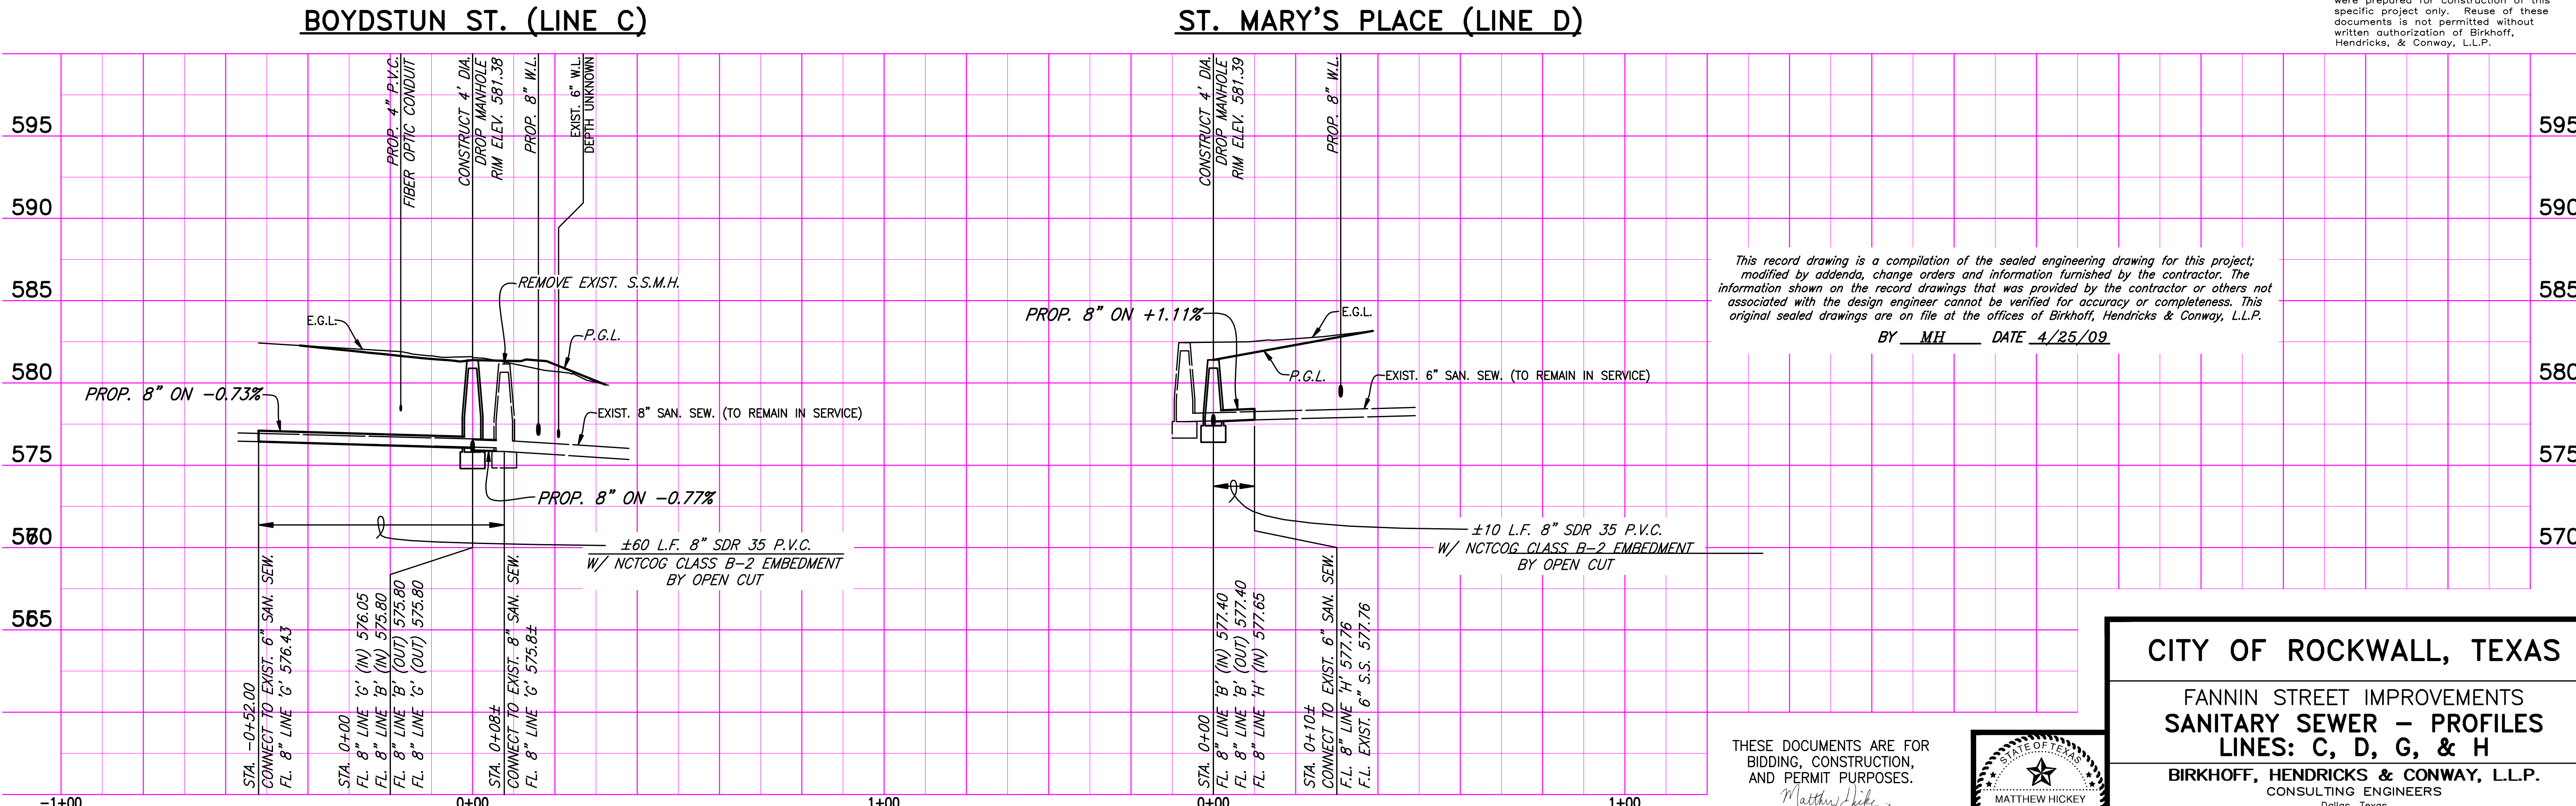 BOYDSTUN ST. (LINE C)
ST. MARY'S PLACE (LINE D)
were prepared for construction of this
specific project only. Reuse of these
documents is not permitted without
written authorization of Birkhoff,
Hendricks, & Conway, L.L.P.
PROP. 4" P.V.C.
FIBER OPTIC CONDUIT
CONSTRUCT 4' DIA.
DROP MANHOLE
RIM ELEV. 581.38
PROP. 8" W.L.
EXIST. 6" W.L.
DEPTH UNKNOWN
CONSTRUCT 4' DIA.
DROP MANHOLE
RIM ELEV. 581.39
PROP. 8" W.L.
595
595
590
590
585
585
580
580
575
575
570
565
REMOVE EXIST. S.S.M.H.
E.G.L.
P.G.L.
PROP. 8" ON -0.73%
EXIST. 8" SAN. SEW. (TO REMAIN IN SERVICE)
PROP. 8" ON -0.77%
±60 L.F. 8" SDR 35 P.V.C.
W/ NCTCOG CLASS B-2 EMBEDMENT
BY OPEN CUT
PROP. 8" ON +1.11%
E.G.L.
P.G.L.
EXIST. 6" SAN. SEW. (TO REMAIN IN SERVICE)
±10 L.F. 8" SDR 35 P.V.C.
W/ NCTCOG CLASS B-2 EMBEDMENT
BY OPEN CUT
This record drawing is a compilation of the sealed engineering drawing for this project;
modified by addenda, change orders and information furnished by the contractor. The
information shown on the record drawings that was provided by the contractor or others not
associated with the design engineer cannot be verified for accuracy or completeness. This
original sealed drawings are on file at the offices of Birkhoff, Hendricks & Conway, L.L.P.
BY MH DATE 4/25/09
STA. -0+52.00
CONNECT TO EXIST. 6" SAN. SEW.
FL. 8" LINE 'G' 576.43
STA. 0+00
FL. 8" LINE 'G' (IN) 576.05
FL. 8" LINE 'B' (IN) 575.80
FL. 8" LINE 'B' (OUT) 575.80
FL. 8" LINE 'G' (OUT) 575.80
STA. 0+08±
CONNECT TO EXIST. 8" SAN. SEW.
FL. 8" LINE 'G' 575.8±
STA. 0+00
FL. 8" LINE 'B' (IN) 577.40
FL. 8" LINE 'B' (OUT) 577.40
FL. 8" LINE 'H' (IN) 577.65
STA. 0+10±
CONNECT TO EXIST. 6" SAN. SEW.
F.L. 8" LINE 'H' 577.76
F.L. EXIST. 6" S.S. 577.76
-1+00
0+00
1+00
0+00
1+00
THESE DOCUMENTS ARE FOR
BIDDING, CONSTRUCTION,
AND PERMIT PURPOSES.
STATE OF TEXAS
MATTHEW HICKEY
CITY OF ROCKWALL, TEXAS
FANNIN STREET IMPROVEMENTS
SANITARY SEWER – PROFILES
LINES: C, D, G, & H
BIRKHOFF, HENDRICKS & CONWAY, L.L.P.
CONSULTING ENGINEERS
Dallas, Texas